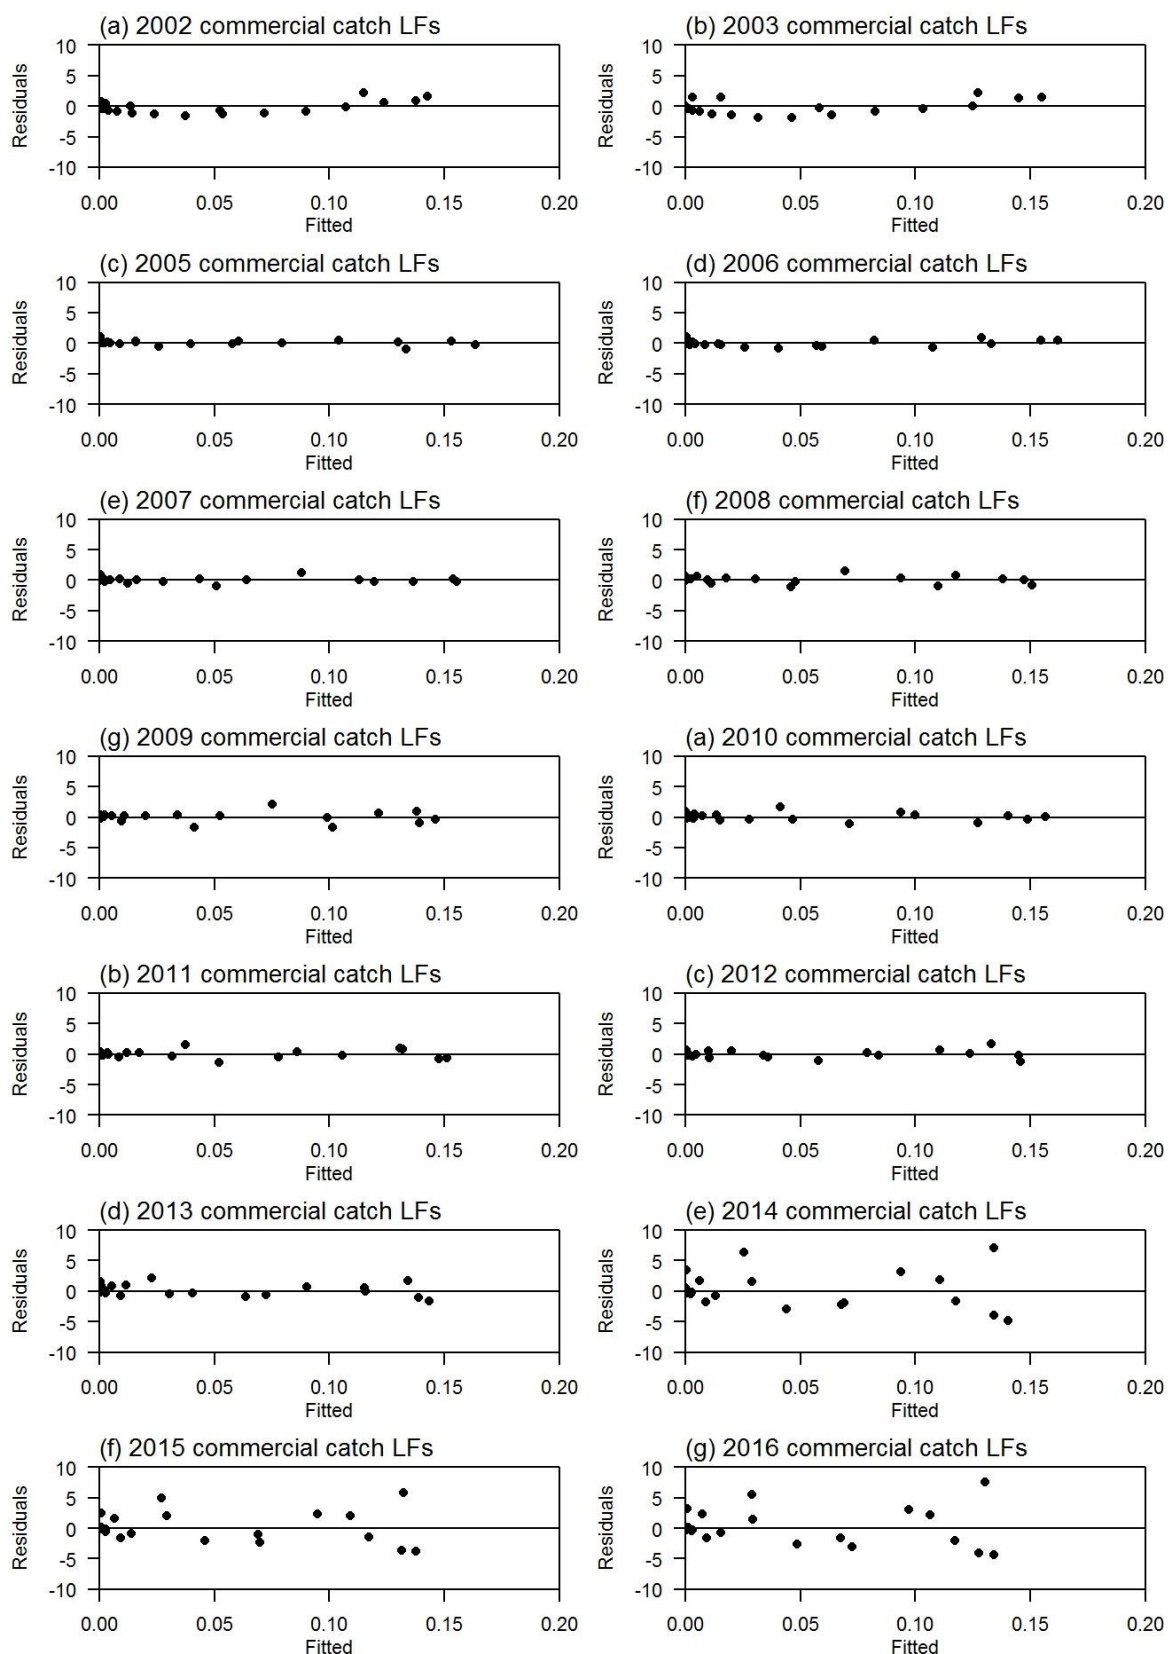 (a) 2002 commercial catch LFs
10
5
0
-5
-10
Residuals
0.00 0.05 0.10 0.15 0.20
Fitted
(b) 2003 commercial catch LFs
10
5
0
-5
-10
Residuals
0.00 0.05 0.10 0.15 0.20
Fitted
(c) 2005 commercial catch LFs
10
5
0
-5
-10
Residuals
0.00 0.05 0.10 0.15 0.20
Fitted
(d) 2006 commercial catch LFs
10
5
0
-5
-10
Residuals
0.00 0.05 0.10 0.15 0.20
Fitted
(e) 2007 commercial catch LFs
10
5
0
-5
-10
Residuals
0.00 0.05 0.10 0.15 0.20
Fitted
(f) 2008 commercial catch LFs
10
5
0
-5
-10
Residuals
0.00 0.05 0.10 0.15 0.20
Fitted
(g) 2009 commercial catch LFs
10
5
0
-5
-10
Residuals
0.00 0.05 0.10 0.15 0.20
Fitted
(a) 2010 commercial catch LFs
10
5
0
-5
-10
Residuals
0.00 0.05 0.10 0.15 0.20
Fitted
(b) 2011 commercial catch LFs
10
5
0
-5
-10
Residuals
0.00 0.05 0.10 0.15 0.20
Fitted
(c) 2012 commercial catch LFs
10
5
0
-5
-10
Residuals
0.00 0.05 0.10 0.15 0.20
Fitted
(d) 2013 commercial catch LFs
10
5
0
-5
-10
Residuals
0.00 0.05 0.10 0.15 0.20
Fitted
(e) 2014 commercial catch LFs
10
5
0
-5
-10
Residuals
0.00 0.05 0.10 0.15 0.20
Fitted
(f) 2015 commercial catch LFs
10
5
0
-5
-10
Residuals
0.00 0.05 0.10 0.15 0.20
Fitted
(g) 2016 commercial catch LFs
10
5
0
-5
-10
Residuals
0.00 0.05 0.10 0.15 0.20
Fitted